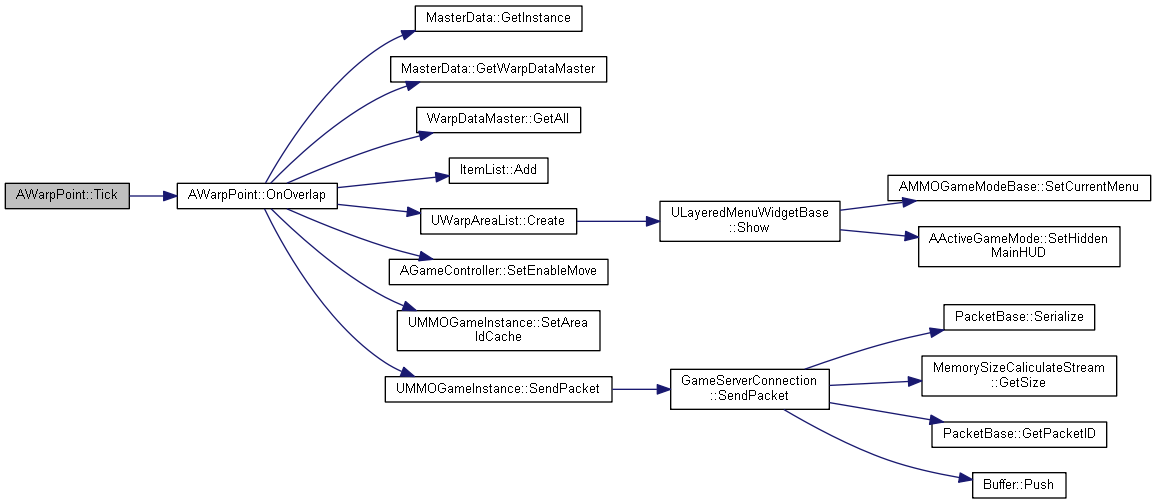 AWarpPoint::Tick
AWarpPoint::OnOverlap
MasterData::GetInstance
MasterData::GetWarpDataMaster
WarpDataMaster::GetAll
ItemList::Add
UWarpAreaList::Create
AGameController::SetEnableMove
UMMOGameInstance::SetArea
IdCache
UMMOGameInstance::SendPacket
ULayeredMenuWidgetBase
::Show
GameServerConnection
::SendPacket
AMMOGameModeBase::SetCurrentMenu
AActiveGameMode::SetHidden
MainHUD
PacketBase::Serialize
MemorySizeCaliculateStream
::GetSize
PacketBase::GetPacketID
Buffer::Push